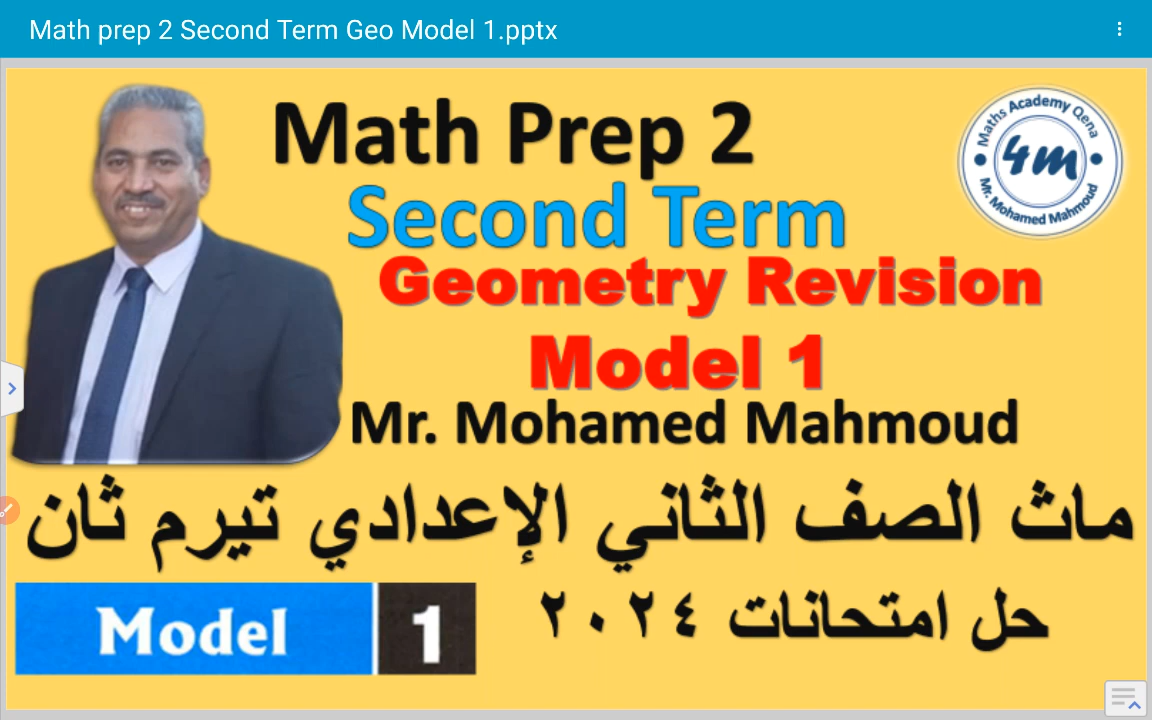 Math prep 2 Second Term Geo Model 1.pptx
Math Prep 2
Second Term
Geometry Revision
Model 1
Mr. Mohamed Mahmoud
Maths Academy Qena
4m
Mr. Mohamed Mahmoud
ماث الصف الثاني الإعدادي تيرم ثان
حل امتحانات ٢٠٢٤
Model 1